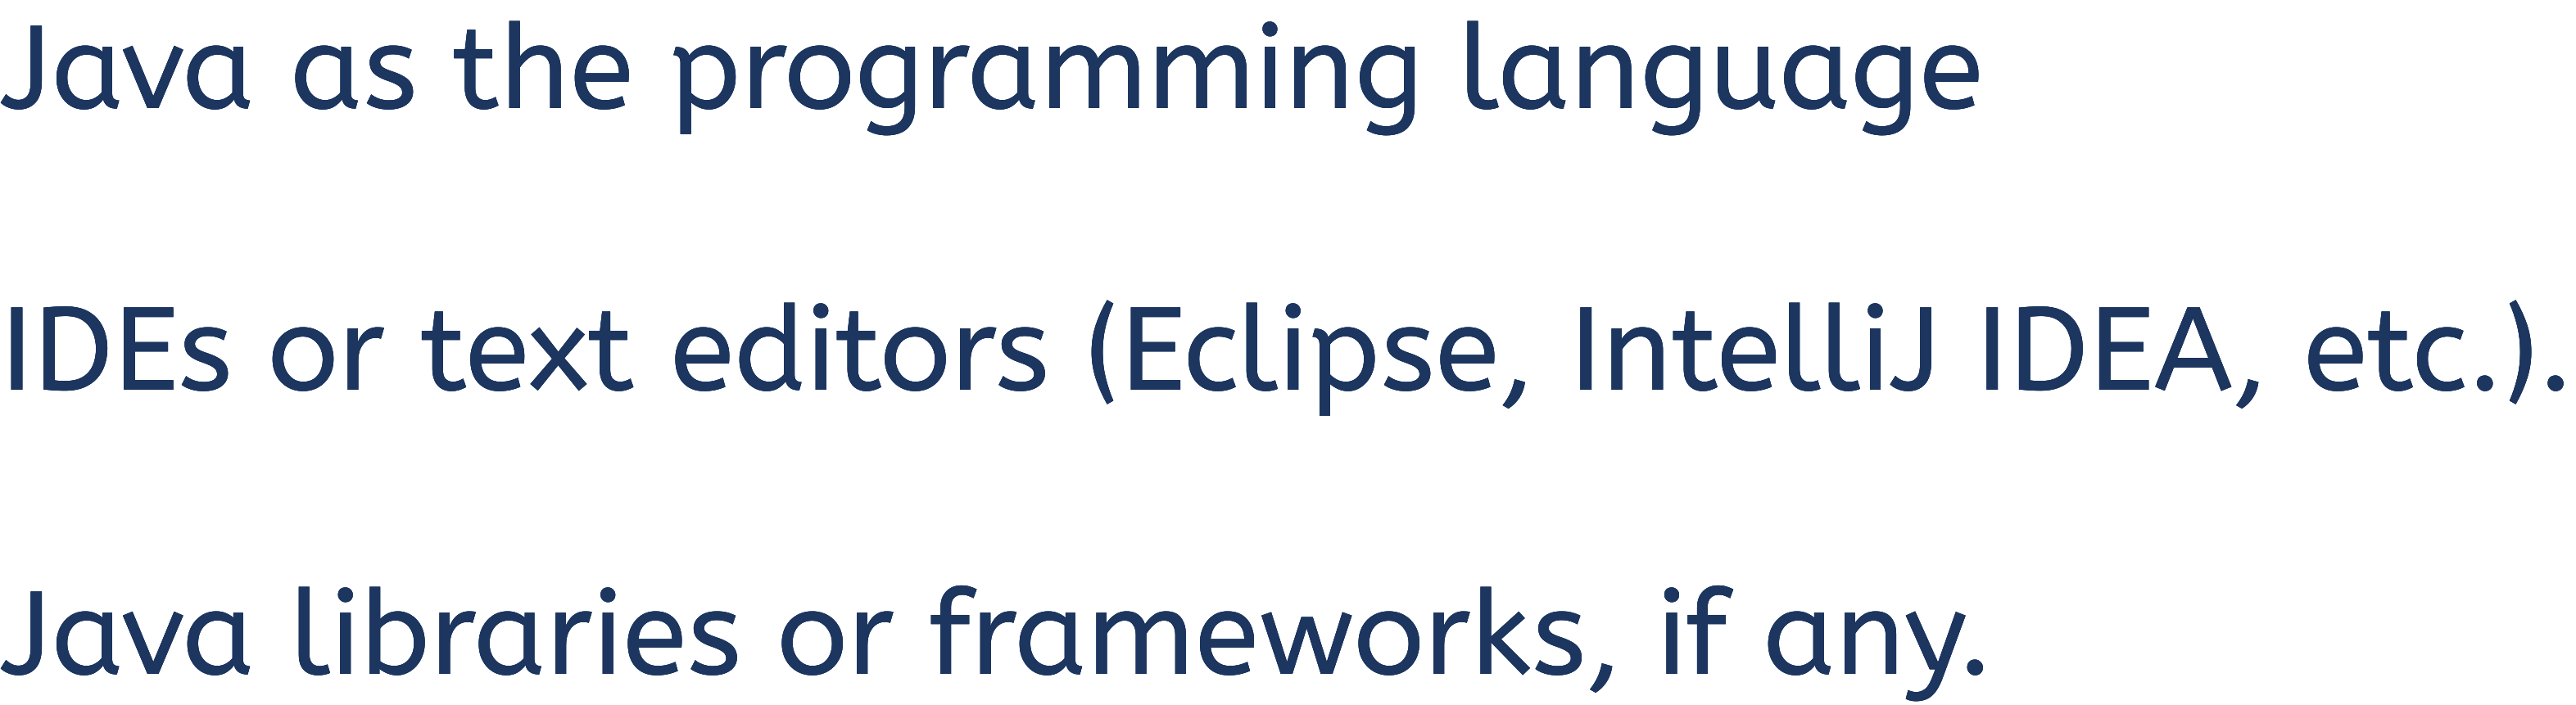 Java as the programming language
IDEs or text editors (Eclipse, IntelliJ IDEA, etc.).
Java libraries or frameworks, if any.